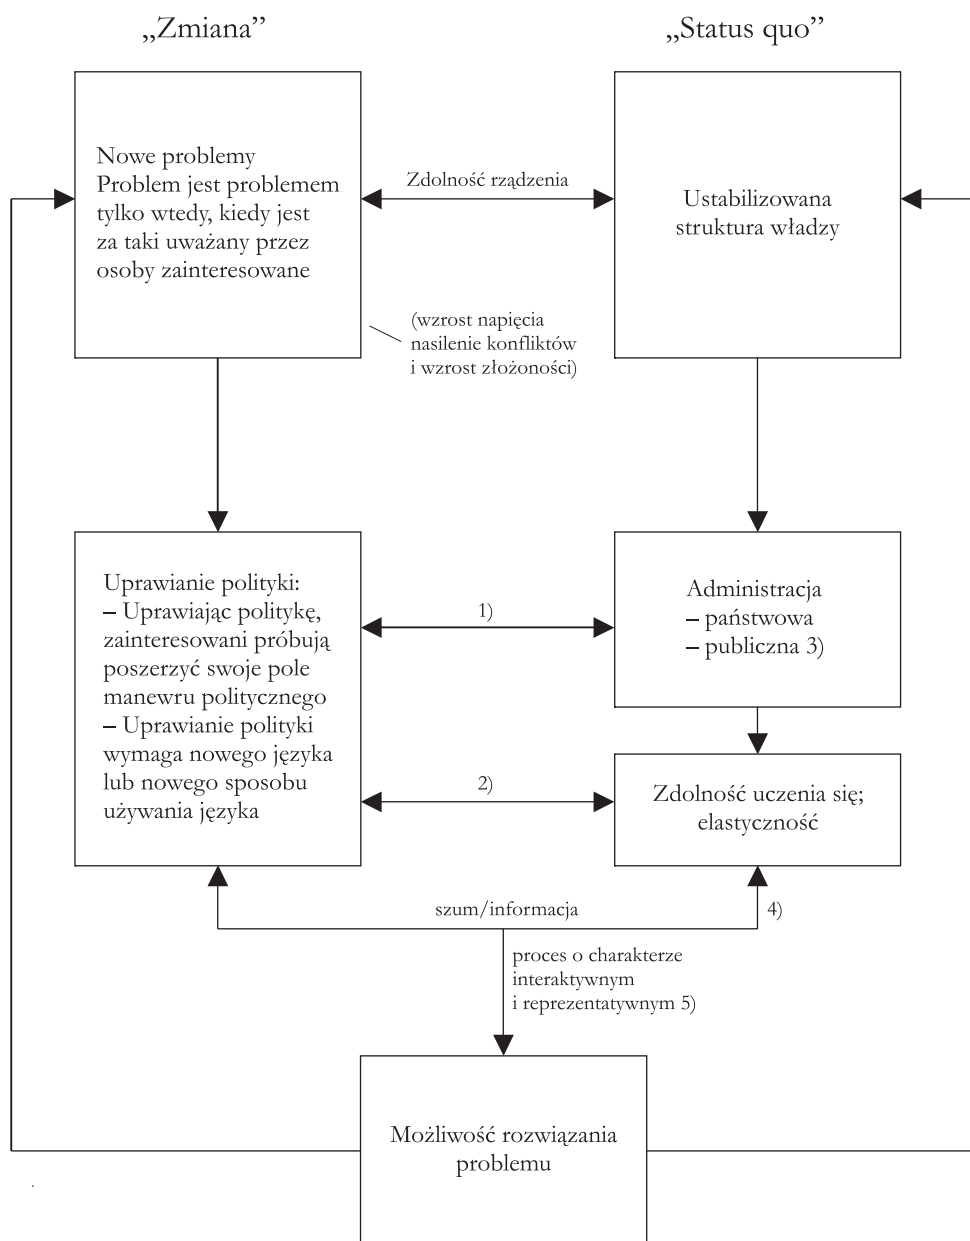 „Zmiana”
„Status quo”
Nowe problemy
Problem jest problemem
tylko wtedy, kiedy jest
za taki uważany przez
osoby zainteresowane
Zdolność rządzenia
Ustabilizowana
struktura władzy
(wzrost napięcia
nasilenie konfliktów
i wzrost złożoności)
Uprawianie polityki:
– Uprawiając politykę,
zainteresowani próbują
poszerzyć swoje pole
manewru politycznego
– Uprawianie polityki
wymaga nowego języka
lub nowego sposobu
używania języka
1)
Administracja
– państwowa
– publiczna 3)
2)
Zdolność uczenia się;
elastyczność
szum/informacja
4)
proces o charakterze
interaktywnym
i reprezentatywnym 5)
Możliwość rozwiązania
problemu